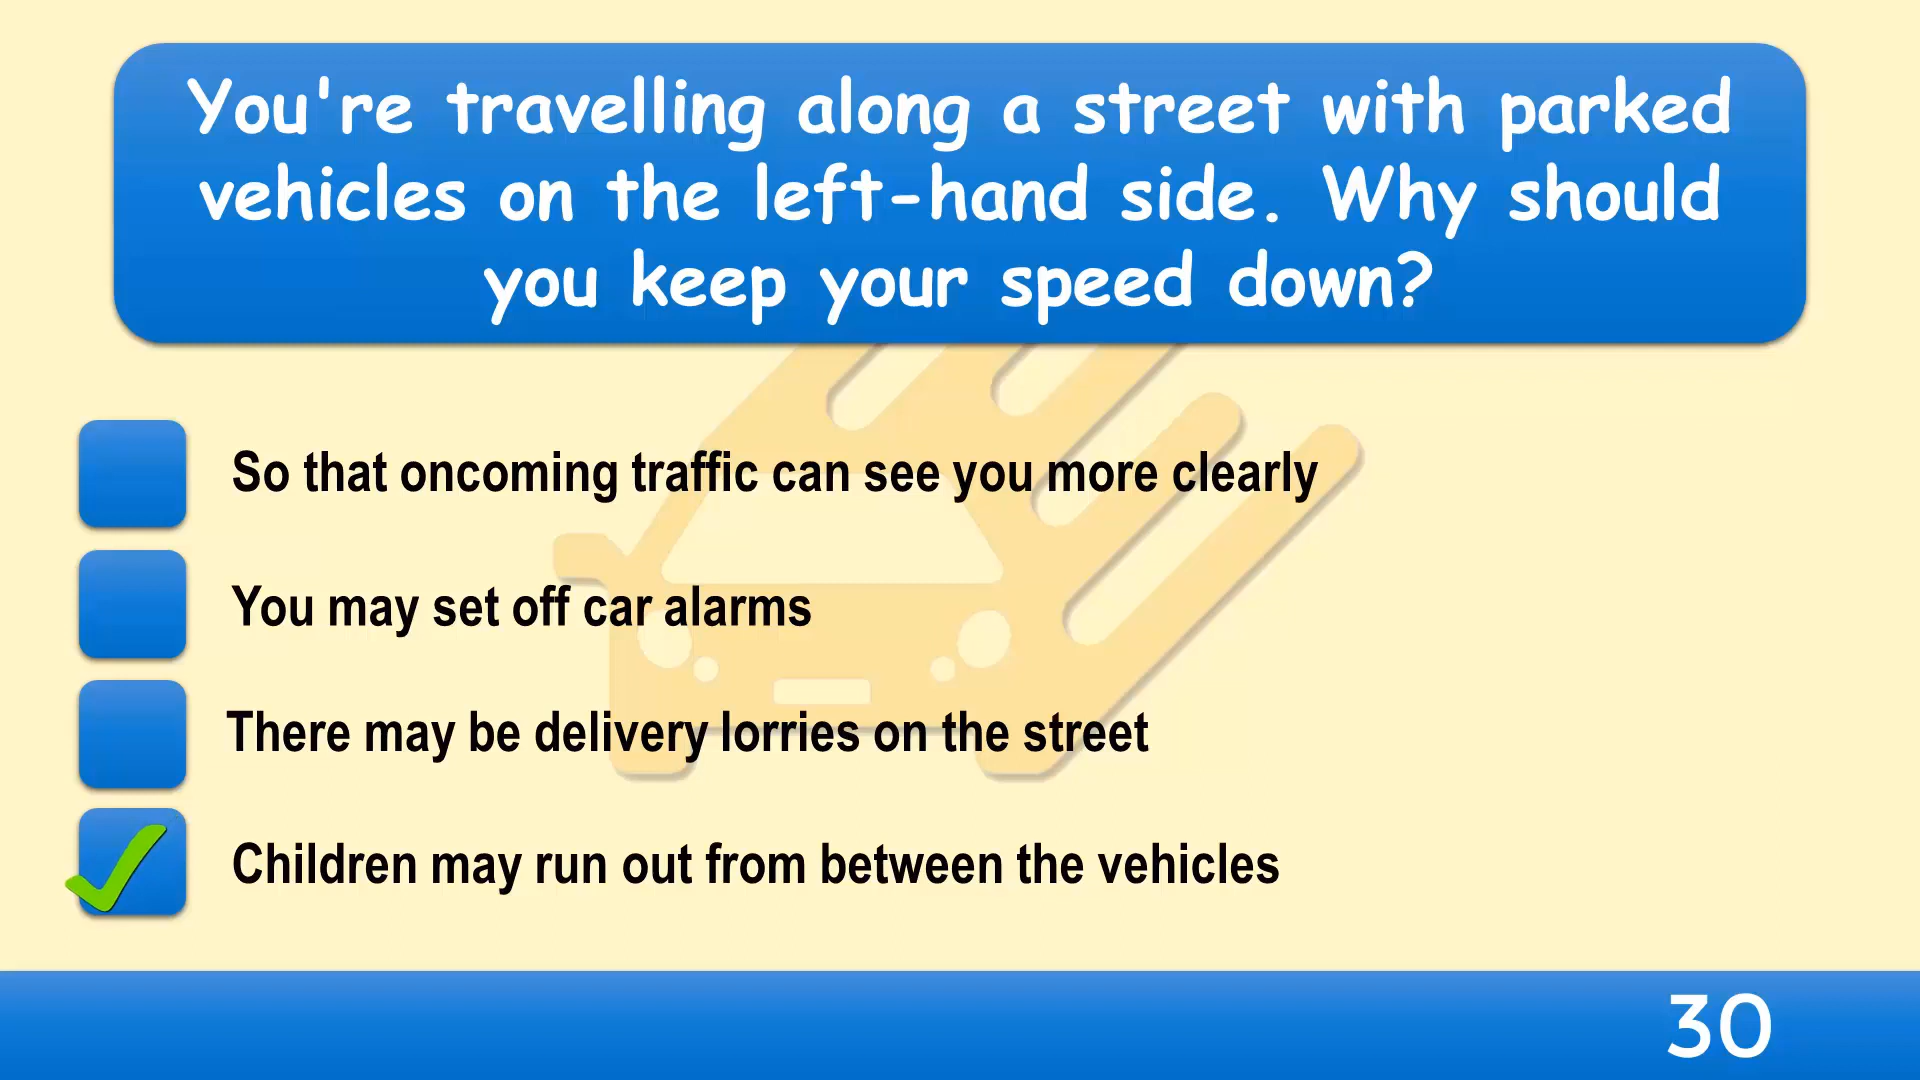 You're travelling along a street with parked
vehicles on the left-hand side. Why should
you keep your speed down?
So that oncoming traffic can see you more clearly
You may set off car alarms
There may be delivery lorries on the street
Children may run out from between the vehicles
30